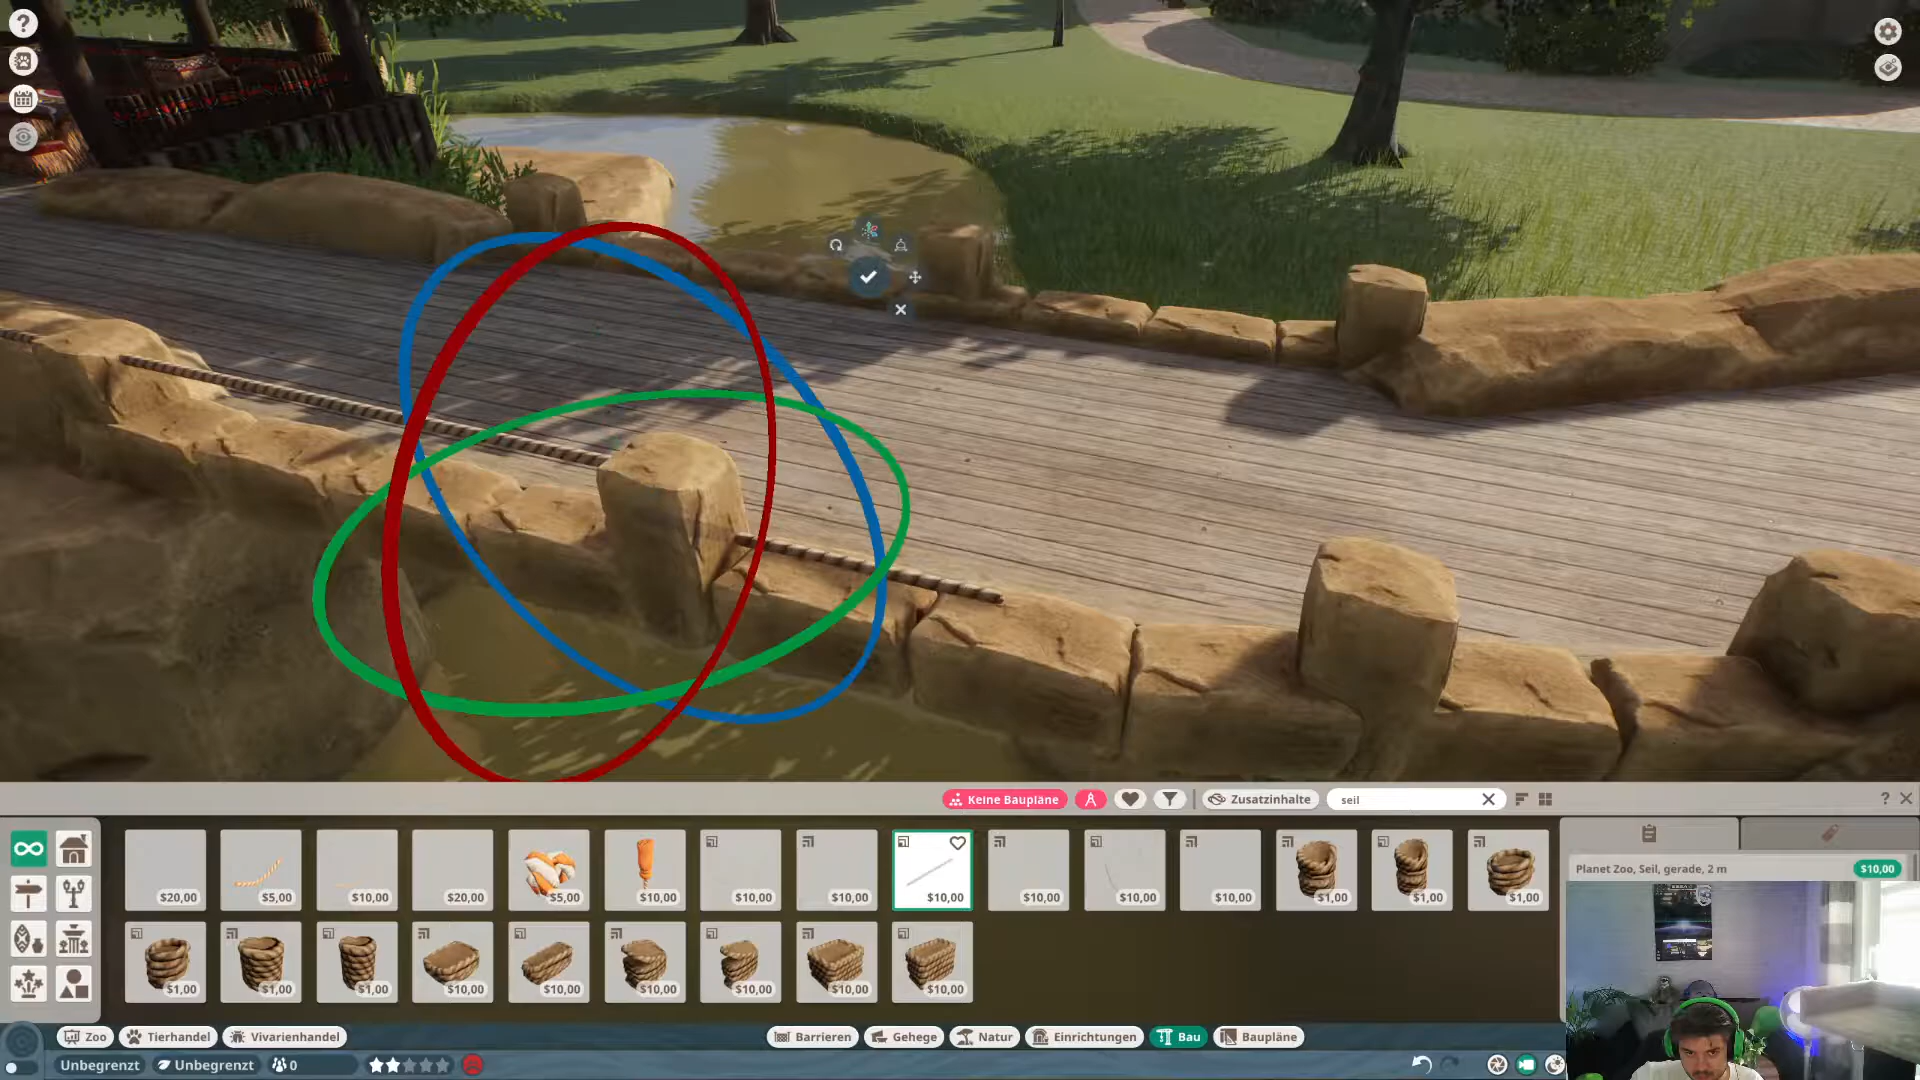 Keine Baupläne
Zusatzinhalte
seil
?
?
$20,00
$5,00
$10,00
$20,00
$5,00
$10,00
$10,00
$10,00
$10,00
$10,00
$10,00
$10,00
$1,00
$1,00
$1,00
Planet Zoo, Seil, gerade, 2 m
$10,00
$1,00
$1,00
$1,00
$10,00
$10,00
$10,00
$10,00
$10,00
$10,00
Zoo
Tierhandel
Vivarienhandel
Barrieren
Gehege
Natur
Einrichtungen
Bau
Baupläne
Unbegrenzt
Unbegrenzt
0